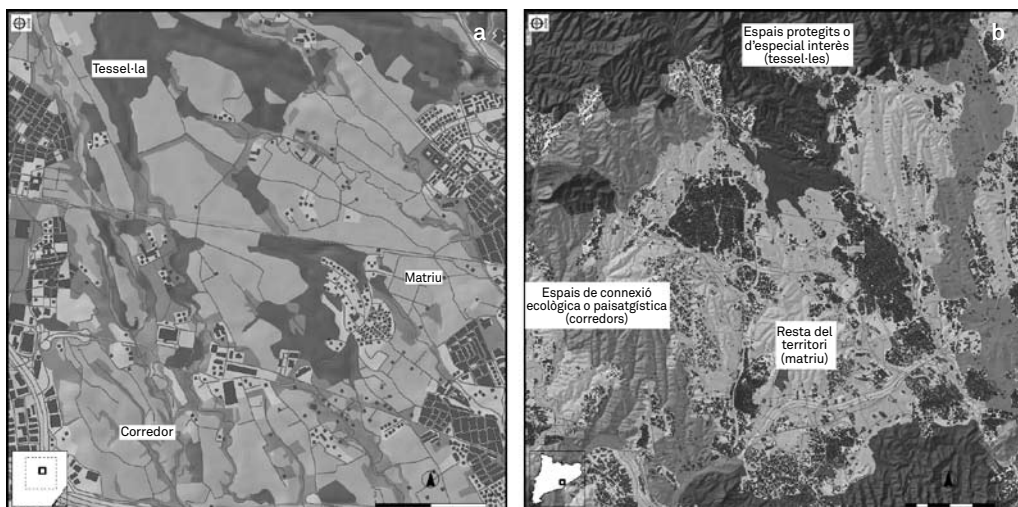 a
Tessel·la
Matriu
Corredor
b
Espais protegits o
d'especial interès
(tessel·les)
Espais de connexió
ecològica o paisatgística
(corredors)
Resta del
territori
(matriu)